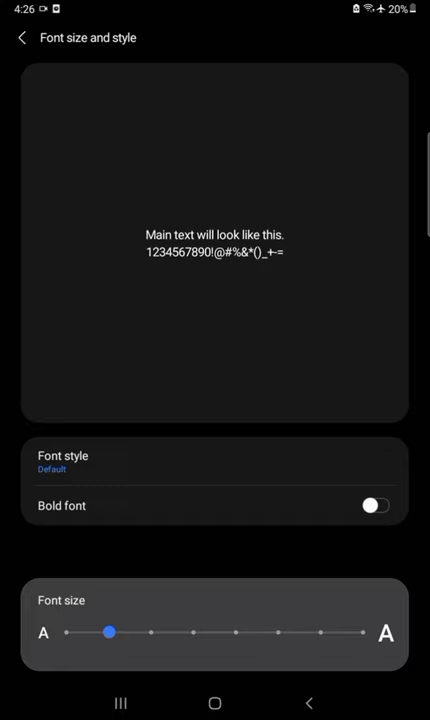 4:26
20%
Font size and style
Main text will look like this.
1234567890!@#%&*()_+-=
Font style
Default
Bold font
Font size
A A